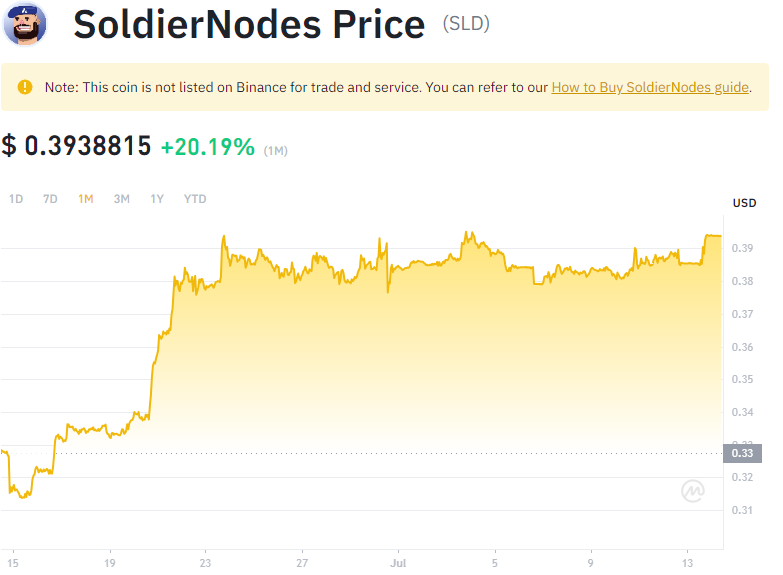 SoldierNodes Price (SLD)
Note: This coin is not listed on Binance for trade and service. You can refer to our How to Buy SoldierNodes guide.
$ 0.3938815 +20.19% (1M)
1D 7D 1M 3M 1Y YTD
USD
0.39
0.38
0.37
0.36
0.35
0.34
0.33
0.32
0.31
15 19 23 27 Jul 5 9 13